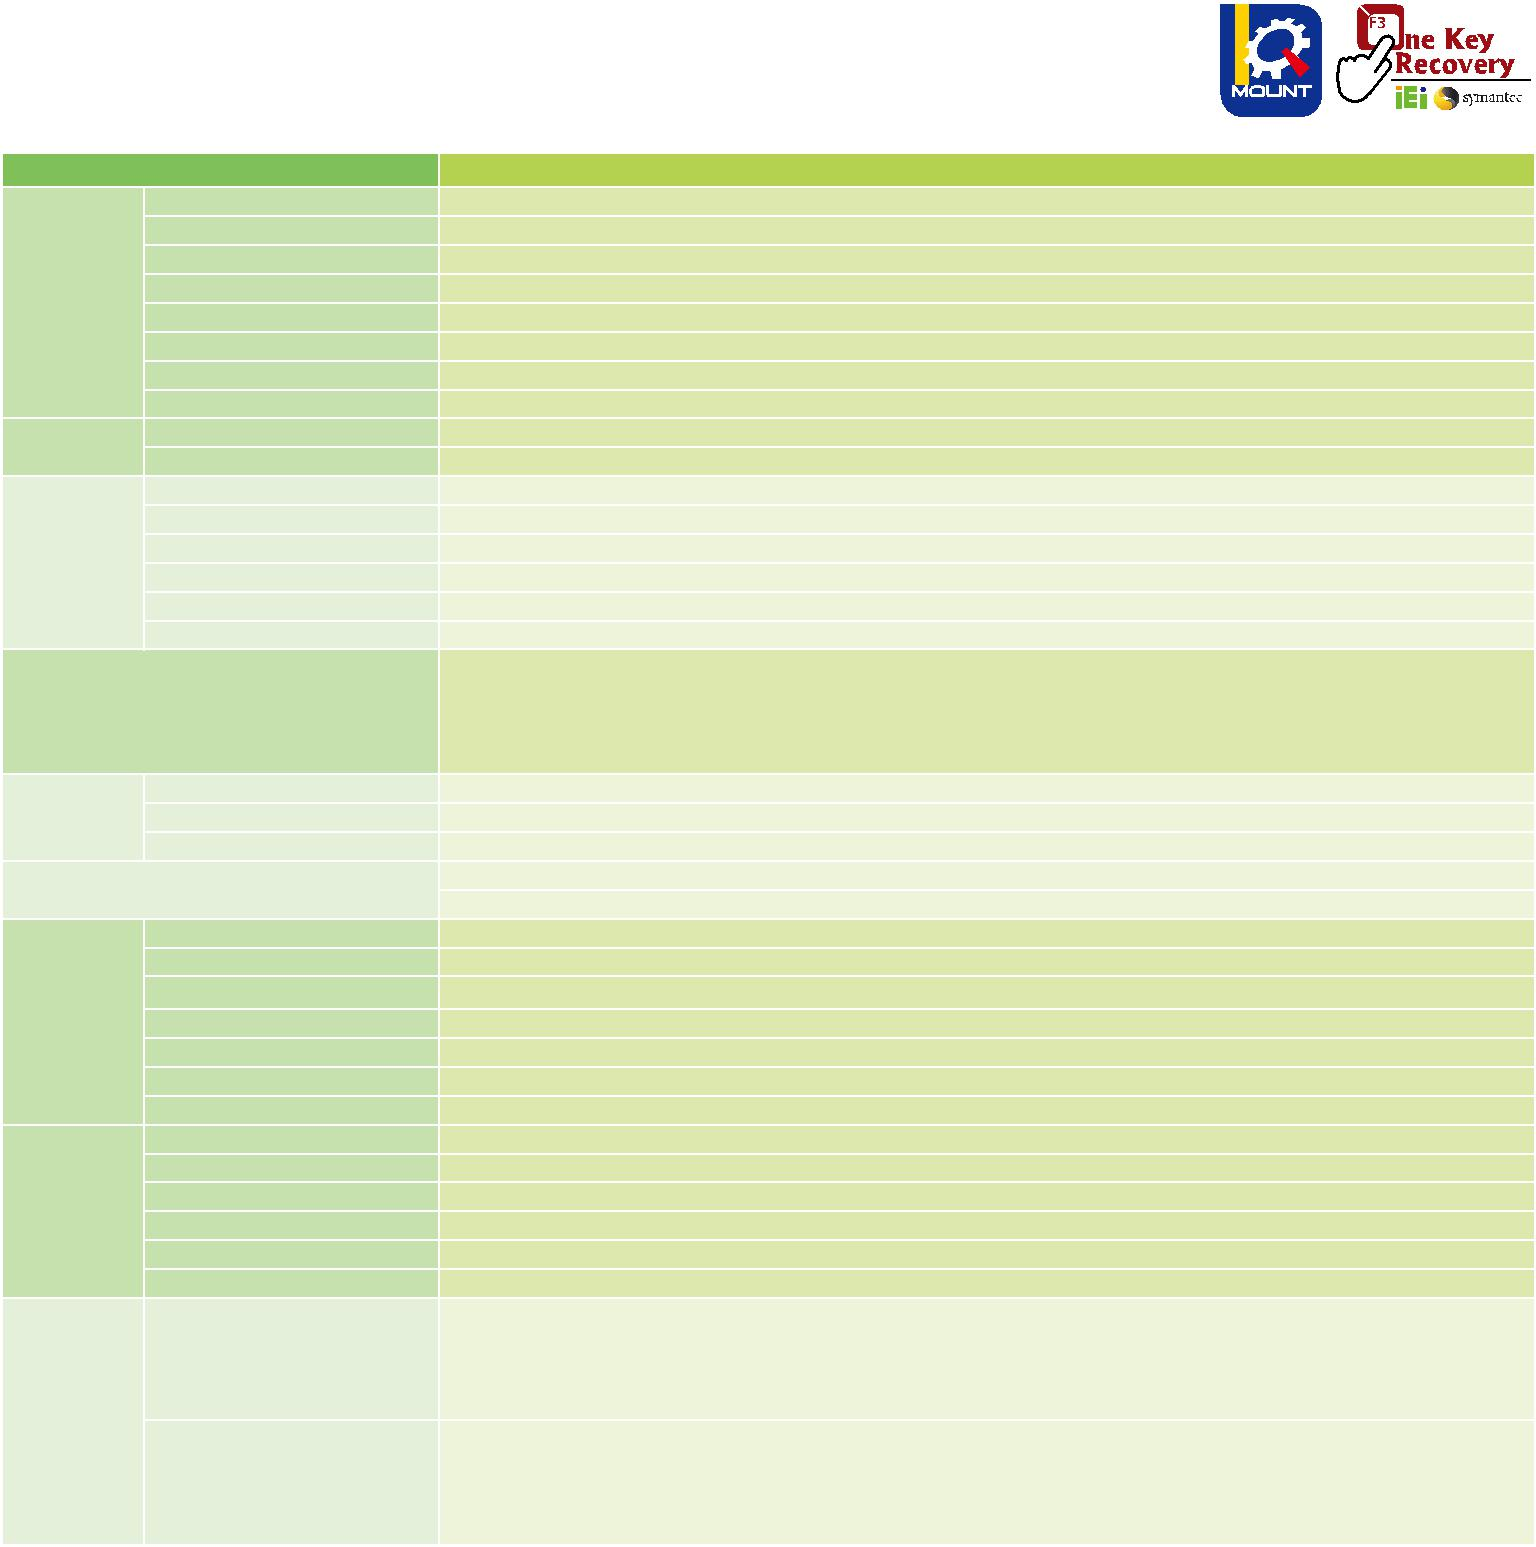 MOUNT
F3
One Key
Recovery
iEi symantec